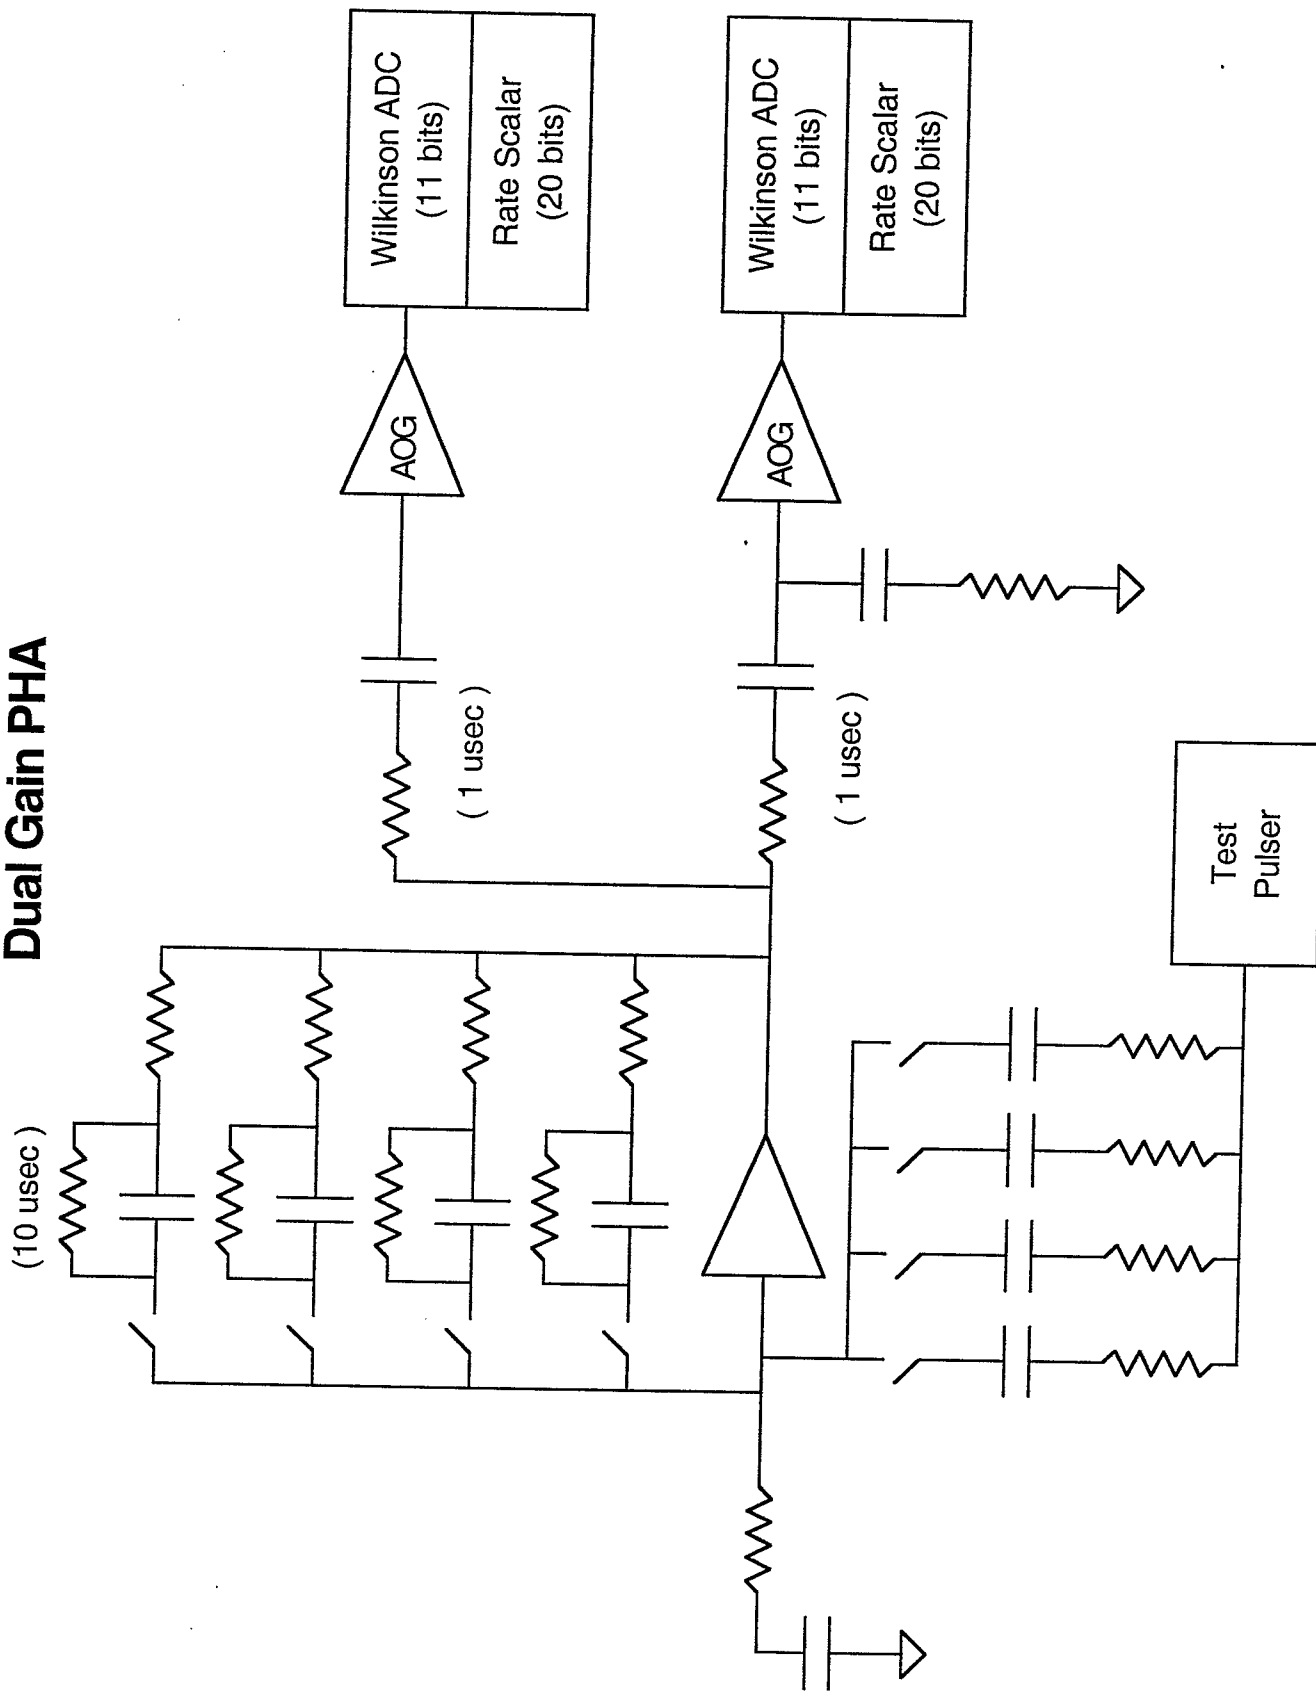 Dual Gain PHA
(10 usec )
( 1 usec )
AOG
Wilkinson ADC
(11 bits)
Rate Scalar
(20 bits)
( 1 usec )
AOG
Wilkinson ADC
(11 bits)
Rate Scalar
(20 bits)
Test
Pulser